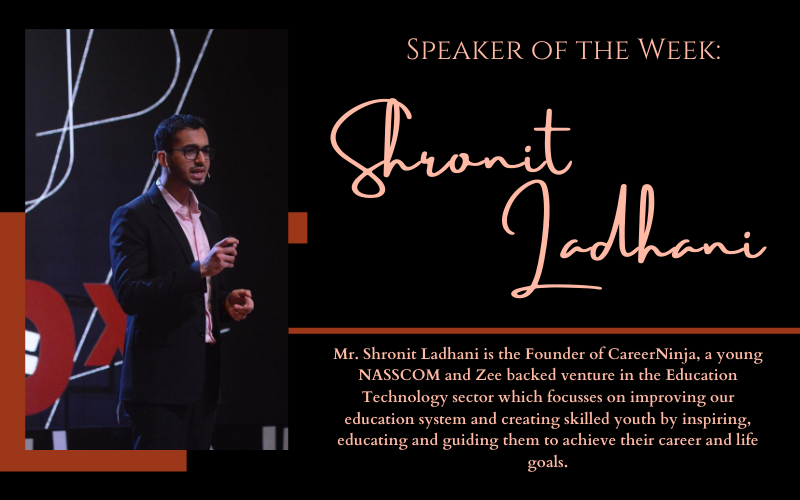 Speaker of the Week:
Shronit
Ladhani
Mr. Shronit Ladhani is the Founder of CareerNinja, a young
NASSCOM and Zee backed venture in the Education
Technology sector which focusses on improving our
education system and creating skilled youth by inspiring,
educating and guiding them to achieve their career and life
goals.